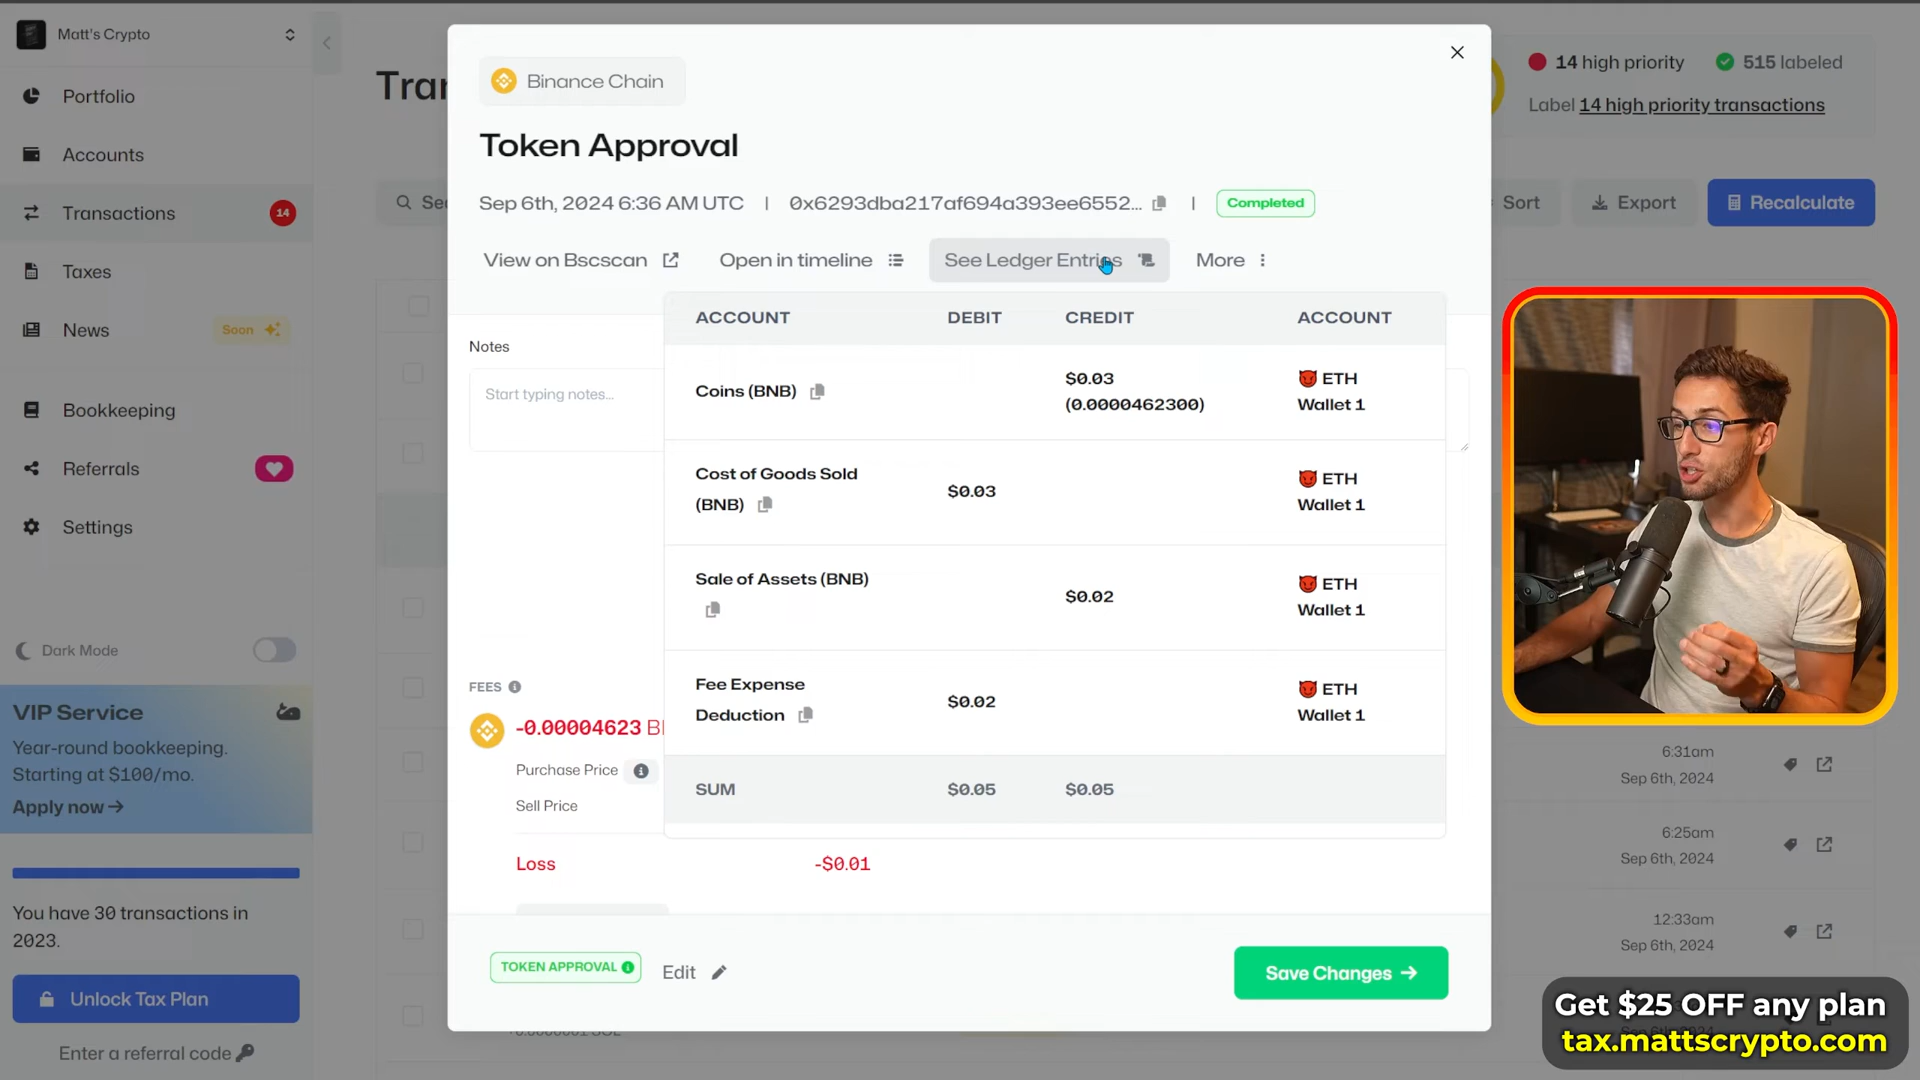 Matt's Crypto
Portfolio
Accounts
Transactions
14
Taxes
News
Soon
Bookkeeping
Referrals
Settings
Dark Mode
VIP Service
Year-round bookkeeping.
Starting at $100/mo.
Apply now
You have 30 transactions in
2023.
Unlock Tax Plan
Enter a referral code
14 high priority
515 labeled
Label 14 high priority transactions
Sort
Export
Recalculate
Binance Chain
Token Approval
Sep 6th, 2024 6:36 AM UTC | 0x6293dba217af694a393ee6552... | Completed
View on Bscscan
Open in timeline
See Ledger Entries
More
Notes
Start typing notes...
ACCOUNT DEBIT CREDIT ACCOUNT
Coins (BNB)
$0.03
(0.0000462300)
ETH
Wallet 1
Cost of Goods Sold
(BNB)
$0.03
ETH
Wallet 1
Sale of Assets (BNB)
$0.02
ETH
Wallet 1
Fee Expense
Deduction
$0.02
ETH
Wallet 1
SUM $0.05 $0.05
FEES
-0.00004623
Purchase Price
Sell Price
Loss -$0.01
TOKEN APPROVAL
Edit
Save Changes
6:31am
Sep 6th, 2024
6:25am
Sep 6th, 2024
12:33am
Sep 6th, 2024
Get $25 OFF any plan
tax.mattscrypto.com